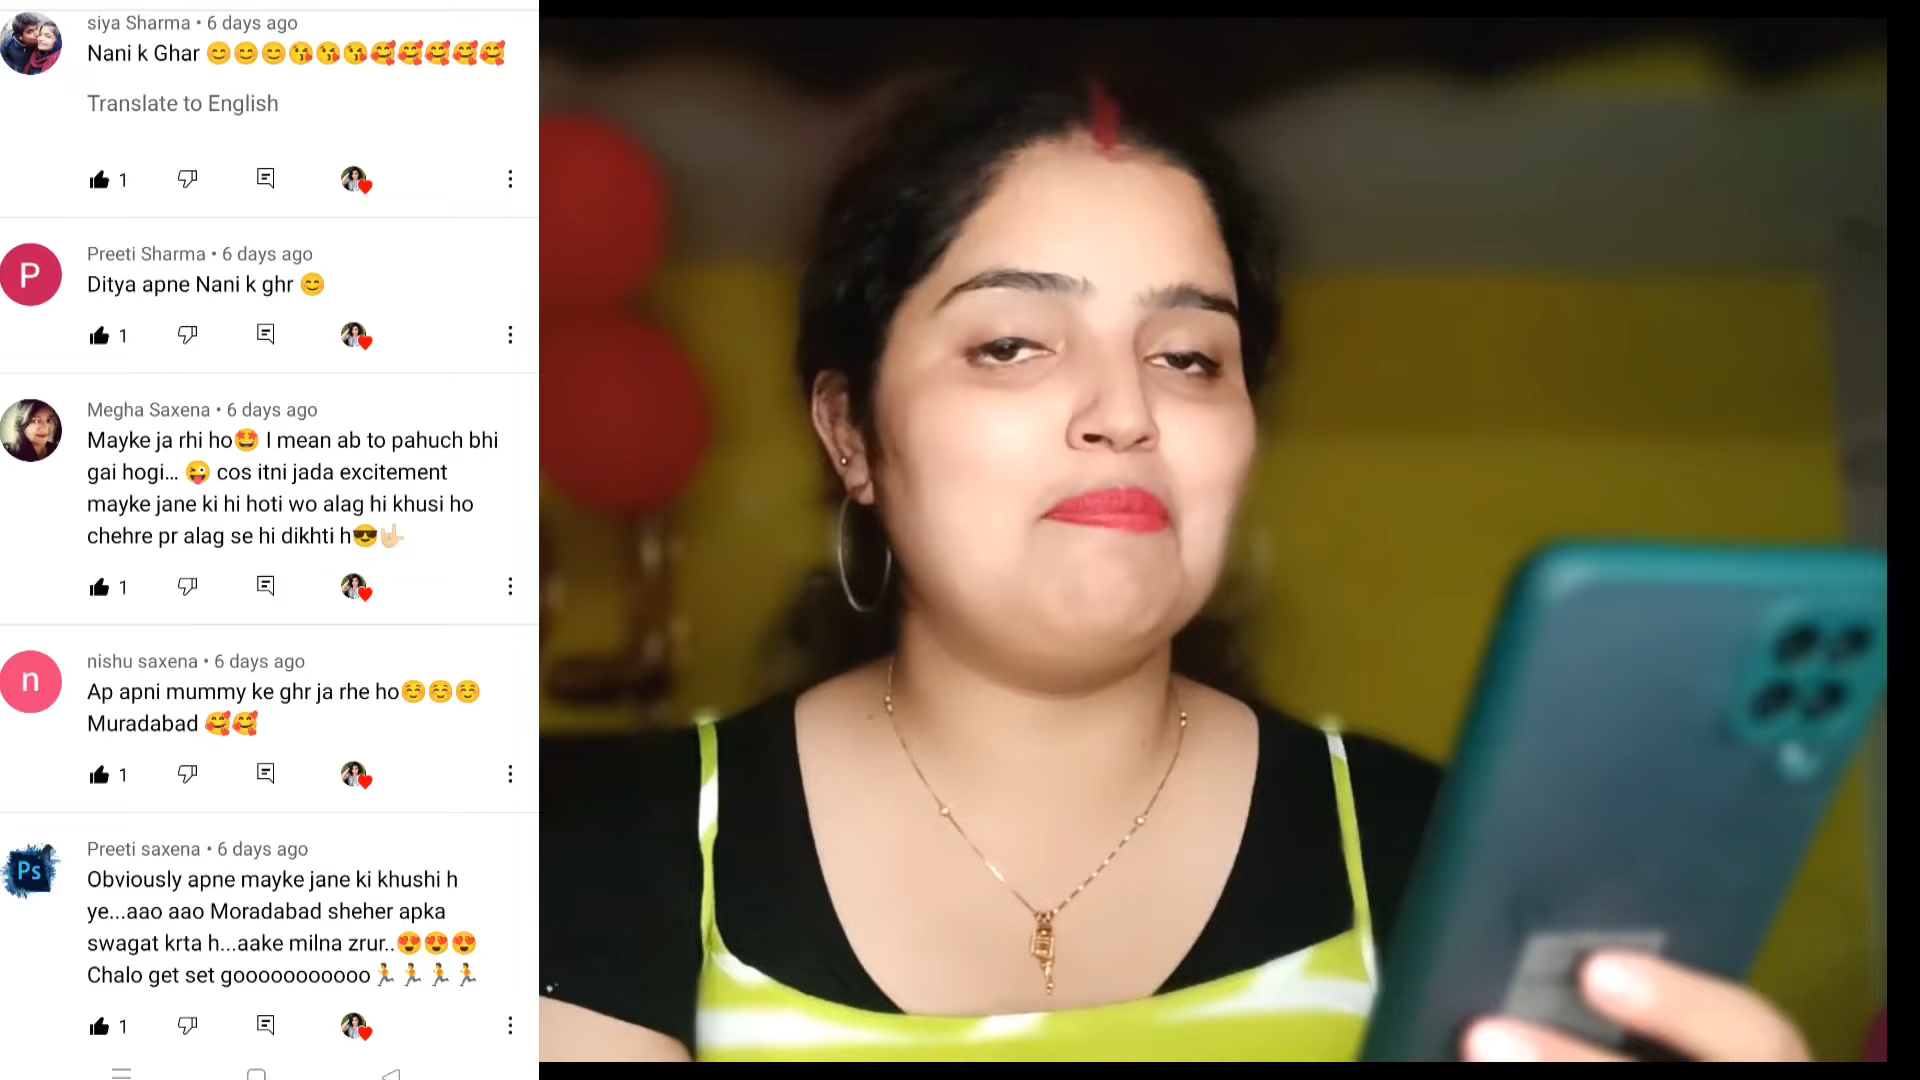 siya Sharma • 6 days ago
Nani k Ghar 😊😊😊😘😘😘🥰🥰🥰🥰🥰
Translate to English
1
P
Preeti Sharma • 6 days ago
Ditya apne Nani k ghr 😊
1
Megha Saxena • 6 days ago
Mayke ja rhi ho🤩 I mean ab to pahuch bhi
gai hogi... 😜 cos itni jada excitement
mayke jane ki hi hoti wo alag hi khusi ho
chehre pr alag se hi dikhti h😎🤟🏻
1
n
nishu saxena • 6 days ago
Ap apni mummy ke ghr ja rhe ho☺️☺️☺️
Muradabad 🥰🥰
1
Ps
Preeti saxena • 6 days ago
Obviously apne mayke jane ki khushi h
ye...aao aao Moradabad sheher apka
swagat krta h...aake milna zrur..😍😍😍
Chalo get set gooooooooooo🏃🏃🏃🏃
1